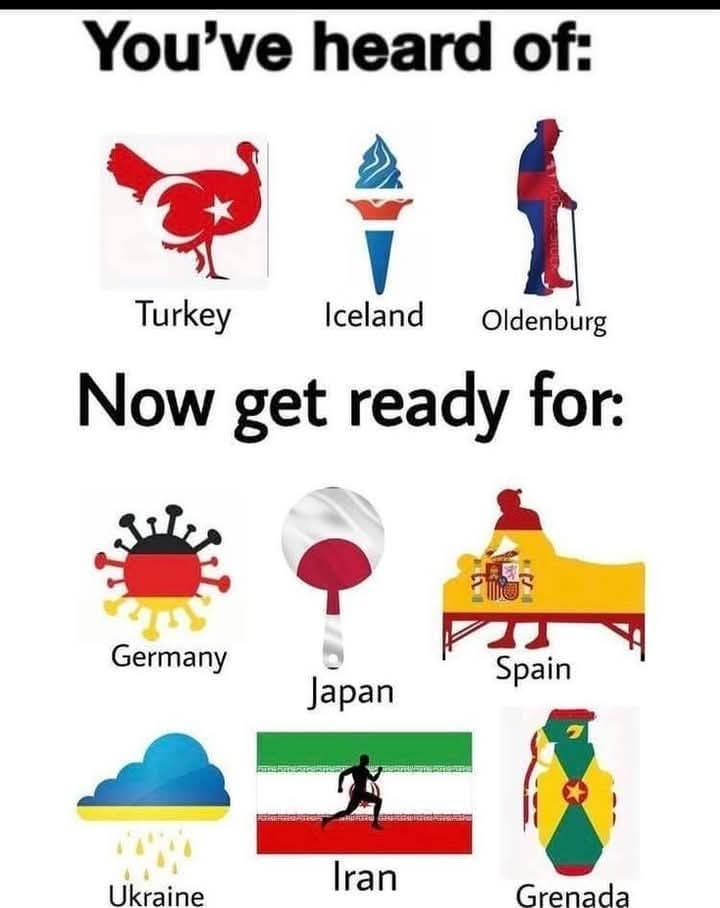 You've heard of:
Turkey
Iceland
Oldenburg
Now get ready for:
Germany
Japan
Spain
Ukraine
Iran
Grenada